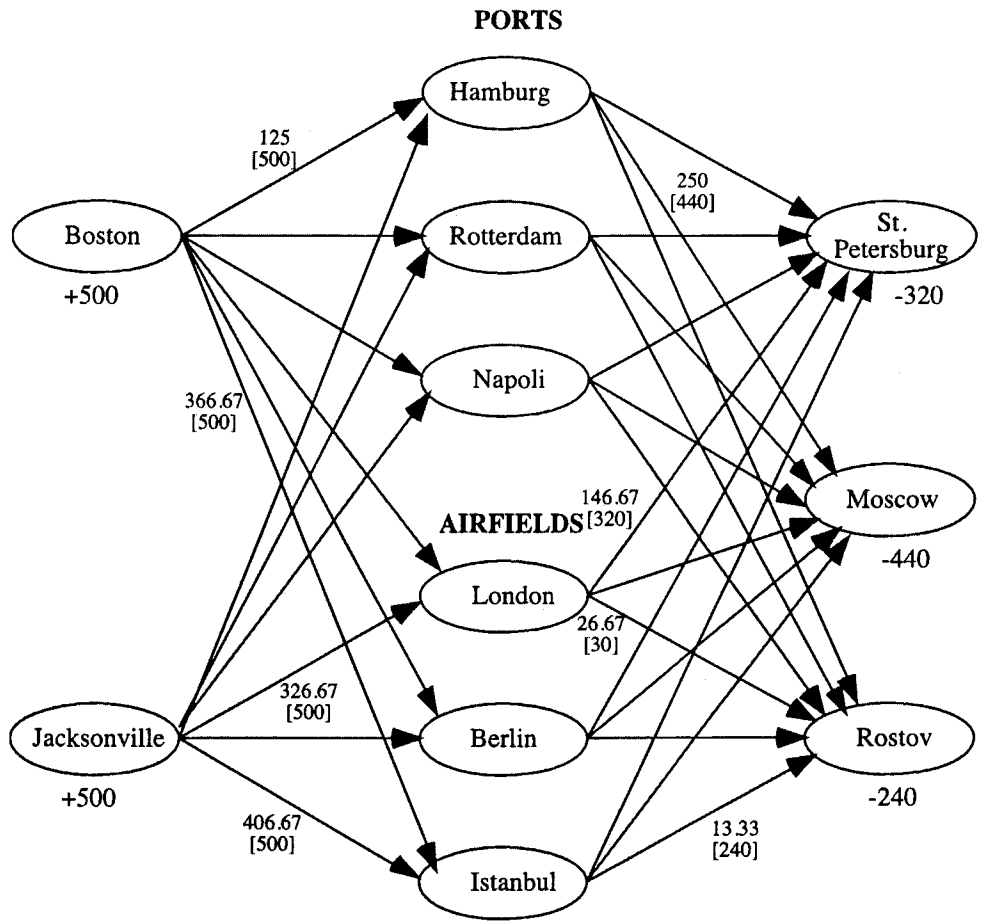 PORTS
Hamburg
125
[500]
250
[440]
Boston
+500
Rotterdam
St.
Petersburg
-320
Napoli
366.67
[500]
146.67
[320]
AIRFIELDS
Moscow
-440
London
26.67
[30]
326.67
[500]
Jacksonville
+500
Berlin
Rostov
-240
406.67
[500]
13.33
[240]
Istanbul